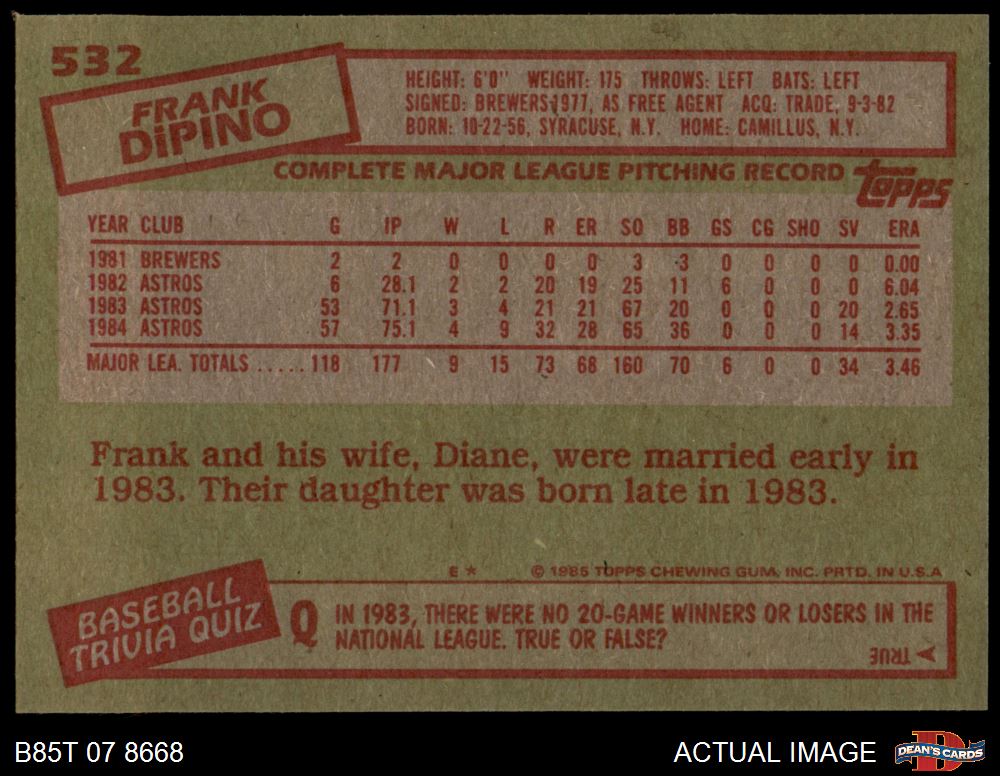 532
FRANK
DiPINO
HEIGHT: 6'0" WEIGHT: 175 THROWS: LEFT BATS: LEFT
SIGNED: BREWERS-1977, AS FREE AGENT ACQ: TRADE, 9-3-82
BORN: 10-22-56, SYRACUSE, N.Y. HOME: CAMILLUS, N.Y.
COMPLETE MAJOR LEAGUE PITCHING RECORD
topps
YEAR CLUB G IP W L R ER SO BB GS CG SHO SV ERA
1981 BREWERS 2 2 0 0 0 0 3 3 0 0 0 0 0.00
1982 ASTROS 6 28.1 2 2 20 19 25 11 6 0 0 0 6.04
1983 ASTROS 53 71.1 3 4 21 21 67 20 0 0 0 20 2.65
1984 ASTROS 57 75.1 4 9 32 28 65 36 0 0 0 14 3.35
MAJOR LEA. TOTALS ..... 118 177 9 15 73 68 160 70 6 0 0 34 3.46
Frank and his wife, Diane, were married early in
1983. Their daughter was born late in 1983.
E * © 1985 TOPPS CHEWING GUM, INC. PRTD. IN U.S.A
BASEBALL
TRIVIA QUIZ
Q IN 1983, THERE WERE NO 20-GAME WINNERS OR LOSERS IN THE
NATIONAL LEAGUE. TRUE OR FALSE?
A TRUE
B85T 07 8668
ACTUAL IMAGE
DEAN'S CARDS